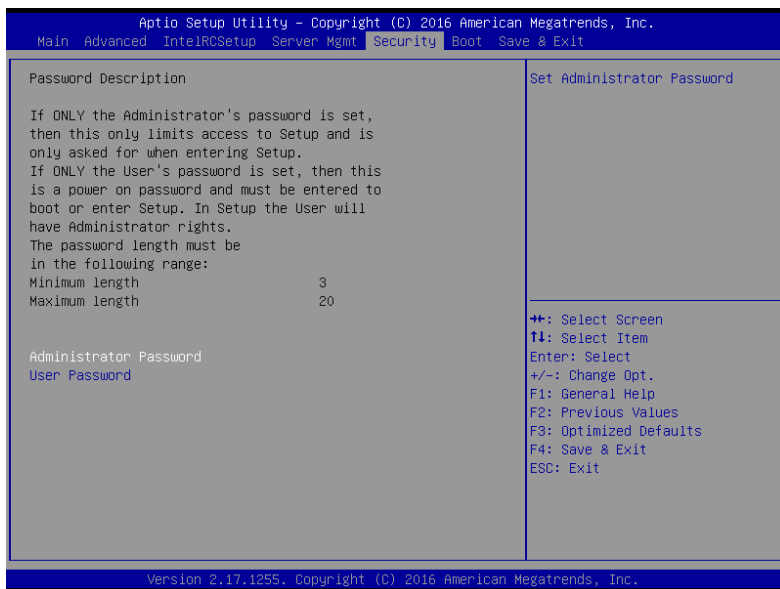 Aptio Setup Utility – Copyright (C) 2016 American Megatrends, Inc.
Main Advanced IntelRCSetup Server Mgmt Security Boot Save & Exit
Password Description
If ONLY the Administrator's password is set,
then this only limits access to Setup and is
only asked for when entering Setup.
If ONLY the User's password is set, then this
is a power on password and must be entered to
boot or enter Setup. In Setup the User will
have Administrator rights.
The password length must be
in the following range:
Minimum length 3
Maximum length 20
Administrator Password
User Password
Set Administrator Password
→←: Select Screen
↑↓: Select Item
Enter: Select
+/-: Change Opt.
F1: General Help
F2: Previous Values
F3: Optimized Defaults
F4: Save & Exit
ESC: Exit
Version 2.17.1255. Copyright (C) 2016 American Megatrends, Inc.